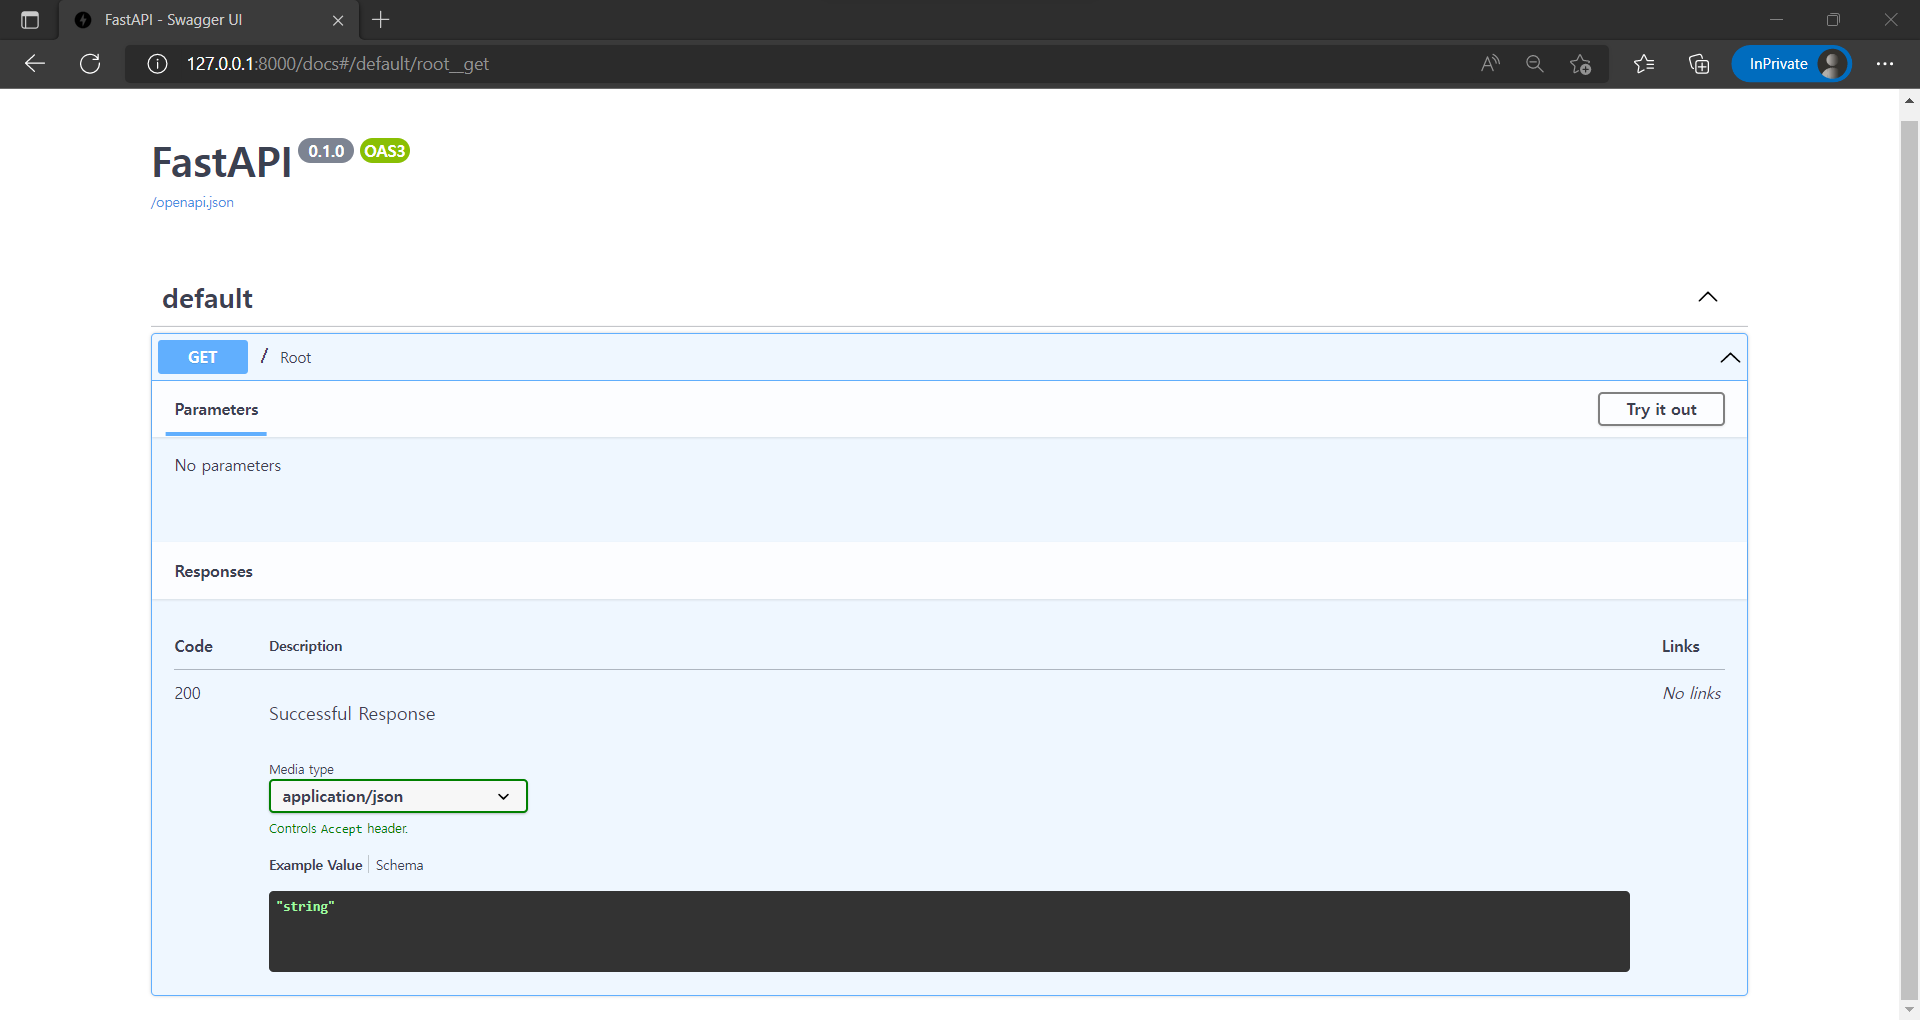 FastAPI - Swagger UI
127.0.0.1:8000/docs#/default/root__get
InPrivate
FastAPI 0.1.0 OAS3
/openapi.json
default
GET / Root
Parameters
Try it out
No parameters
Responses
Code Description Links
200 No links
Successful Response
Media type
application/json
Controls Accept header.
Example Value Schema
"string"